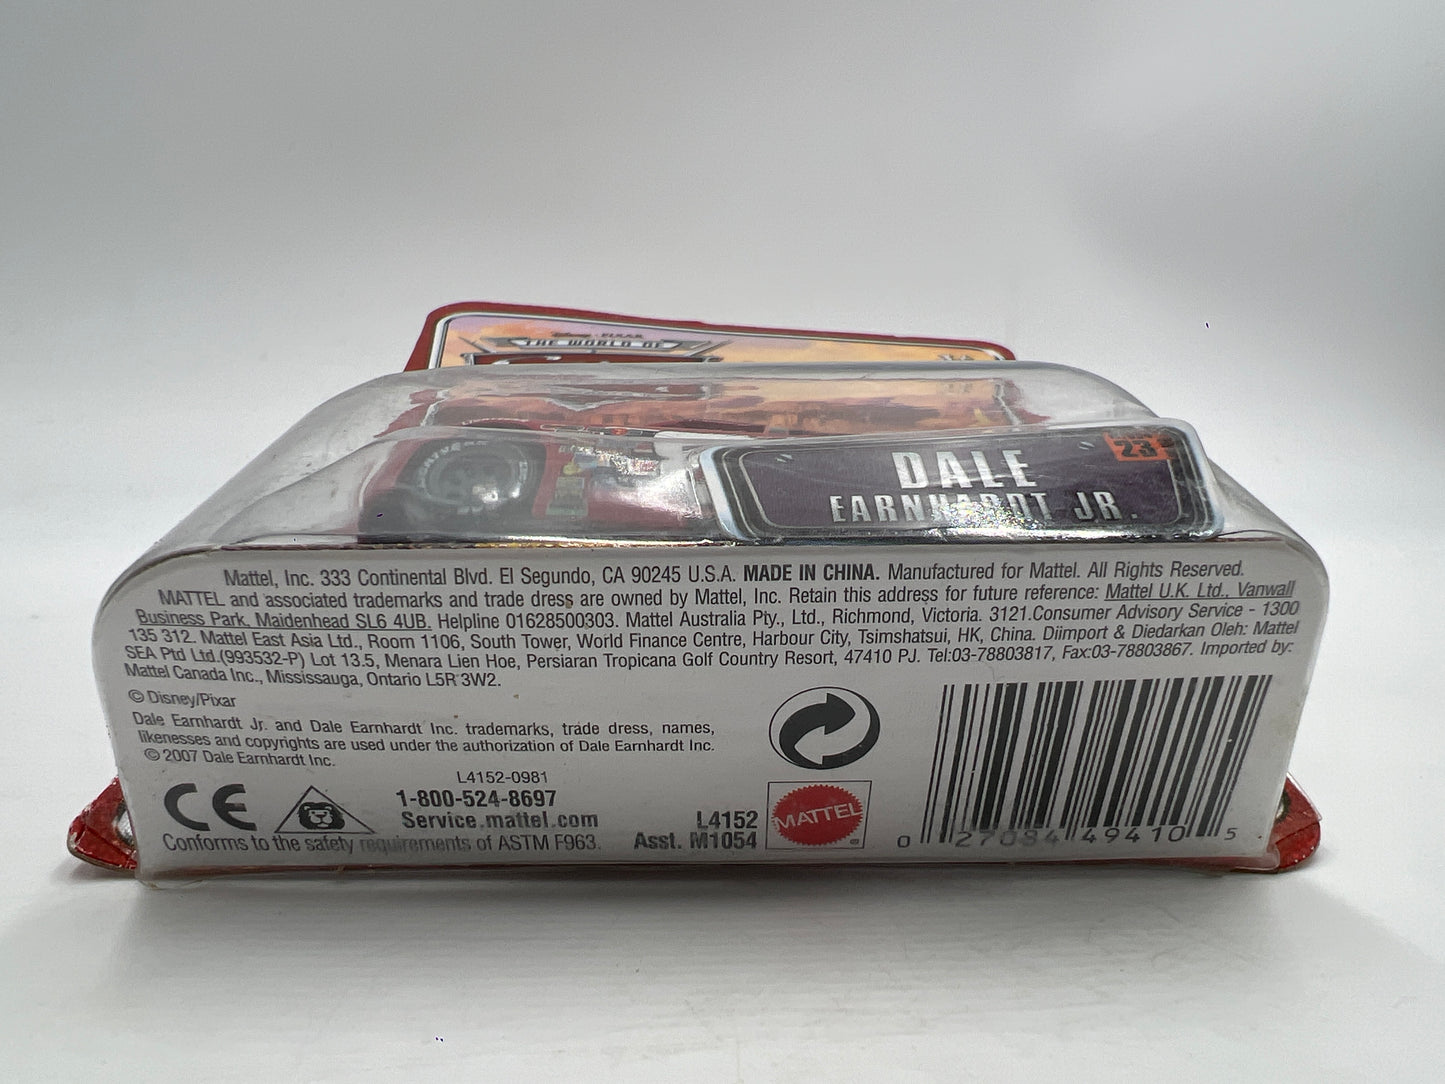 Disney · PIXAR
THE WORLD OF
23
DALE
EARNHARDT JR.
Mattel, Inc. 333 Continental Blvd. El Segundo, CA 90245 U.S.A. MADE IN CHINA. Manufactured for Mattel. All Rights Reserved.
MATTEL and associated trademarks and trade dress are owned by Mattel, Inc. Retain this address for future reference: Mattel U.K. Ltd., Vanwall
Business Park, Maidenhead SL6 4UB. Helpline 01628500303. Mattel Australia Pty., Ltd., Richmond, Victoria. 3121.Consumer Advisory Service - 1300
135 312. Mattel East Asia Ltd., Room 1106, South Tower, World Finance Centre, Harbour City, Tsimshatsui, HK, China. Diimport & Diedarkan Oleh: Mattel
SEA Ptd Ltd.(993532-P) Lot 13.5, Menara Lien Hoe, Persiaran Tropicana Golf Country Resort, 47410 PJ. Tel:03-78803817, Fax:03-78803867. Imported by:
Mattel Canada Inc., Mississauga, Ontario L5R 3W2.
© Disney/Pixar
Dale Earnhardt Jr. and Dale Earnhardt Inc. trademarks, trade dress, names,
likenesses and copyrights are used under the authorization of Dale Earnhardt Inc.
© 2007 Dale Earnhardt Inc.
CE
L4152-0981
1-800-524-8697
Service.mattel.com
Conforms to the safety requirements of ASTM F963.
L4152
Asst. M1054
MATTEL
®
0 27084 49410 5